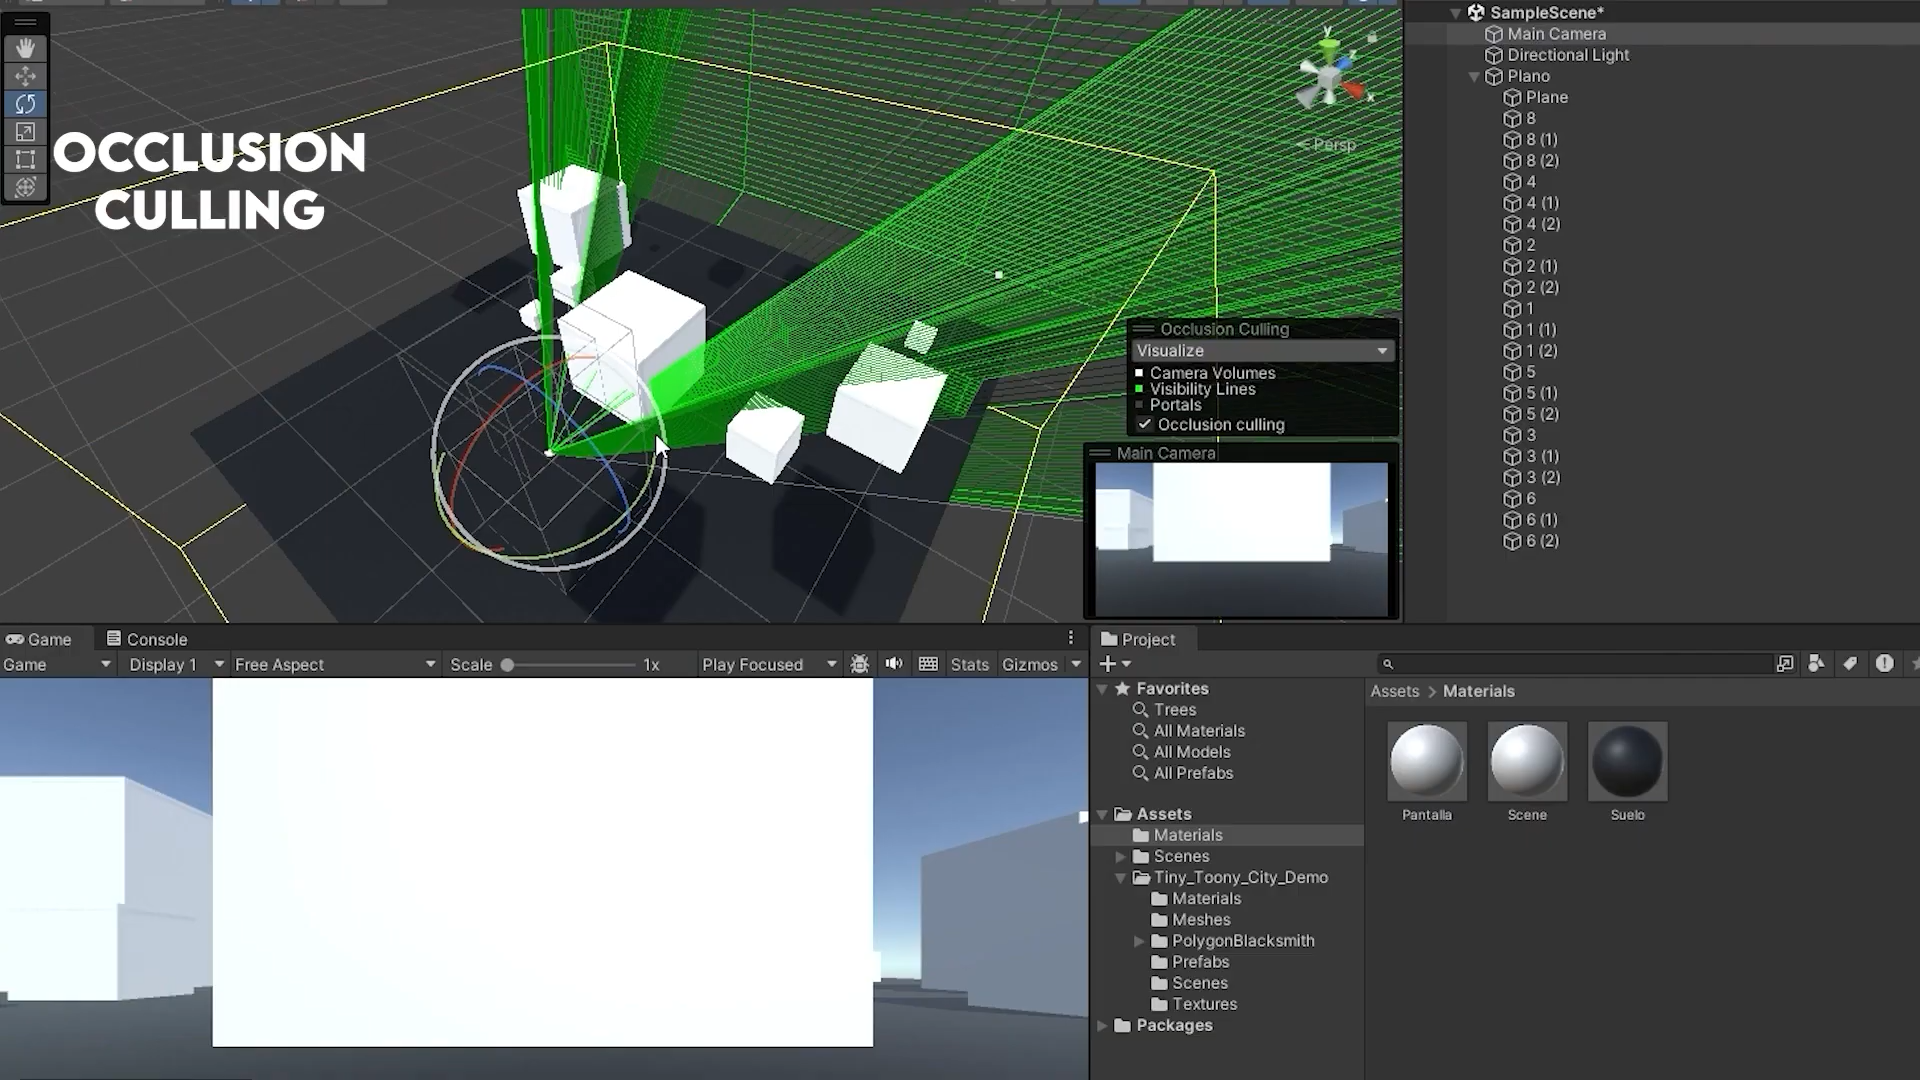 SampleScene*
Main Camera
Directional Light
Plano
Plane
8
8 (1)
8 (2)
4
4 (1)
4 (2)
2
2 (1)
2 (2)
1
1 (1)
1 (2)
5
5 (1)
5 (2)
3
3 (1)
3 (2)
6
6 (1)
6 (2)
OCCLUSION
CULLING
y
z
x
Persp
Occlusion Culling
Visualize
Camera Volumes
Visibility Lines
Portals
Occlusion culling
Main Camera
Game
Console
Game
Display 1
Free Aspect
Scale
1x
Play Focused
Stats
Gizmos
Project
Favorites
Trees
All Materials
All Models
All Prefabs
Assets
Materials
Scenes
Tiny_Toony_City_Demo
Materials
Meshes
PolygonBlacksmith
Prefabs
Scenes
Textures
Packages
Assets > Materials
Pantalla
Scene
Suelo